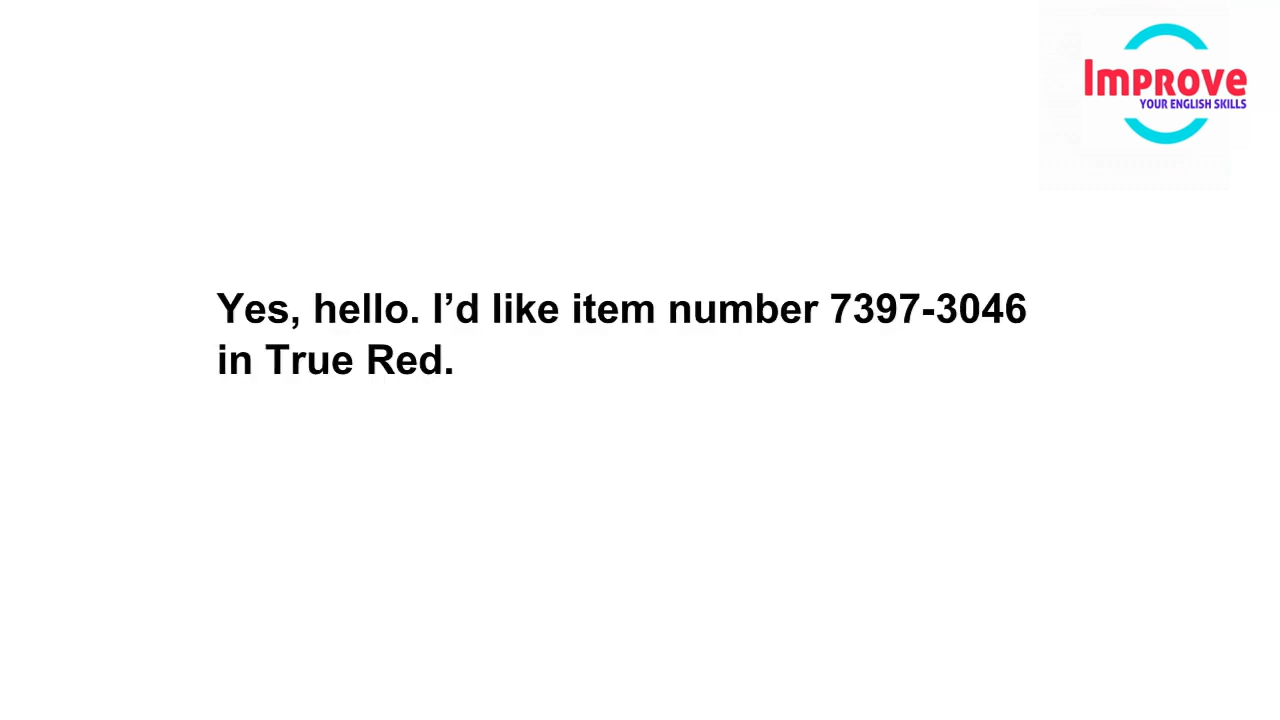 Improve
YOUR ENGLISH SKILLS
Yes, hello. I’d like item number 7397-3046
in True Red.